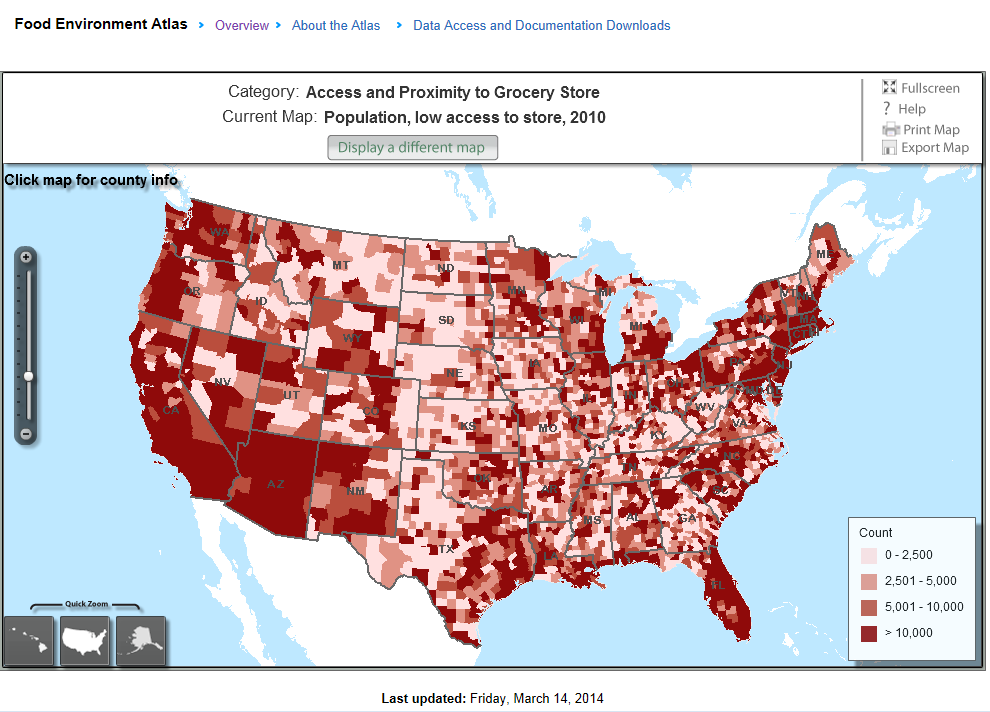 Food Environment Atlas › Overview › About the Atlas › Data Access and Documentation Downloads
Category: Access and Proximity to Grocery Store
Current Map: Population, low access to store, 2010
Display a different map
Fullscreen
? Help
Print Map
Export Map
Click map for county info
WA
MT
ND
MN
ME
OR
ID
SD
WI
MI
VT
NY
MA
WY
MI
NE
IA
PA
NJ
NV
UT
CO
KS
MO
OH
WV
DE
CA
KY
VA
AZ
NM
OK
AR
TN
NC
SC
TX
LA
MS
AL
GA
FL
Count
0 - 2,500
2,501 - 5,000
5,001 - 10,000
> 10,000
Quick Zoom
Last updated: Friday, March 14, 2014